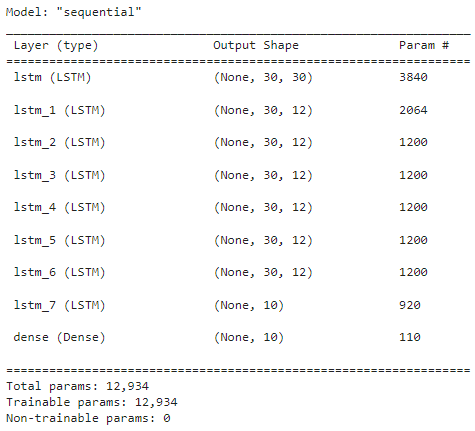 Model: "sequential"
_________________________________________________________________
Layer (type) Output Shape Param #
=================================================================
lstm (LSTM) (None, 30, 30) 3840
lstm_1 (LSTM) (None, 30, 12) 2064
lstm_2 (LSTM) (None, 30, 12) 1200
lstm_3 (LSTM) (None, 30, 12) 1200
lstm_4 (LSTM) (None, 30, 12) 1200
lstm_5 (LSTM) (None, 30, 12) 1200
lstm_6 (LSTM) (None, 30, 12) 1200
lstm_7 (LSTM) (None, 10) 920
dense (Dense) (None, 10) 110
=================================================================
Total params: 12,934
Trainable params: 12,934
Non-trainable params: 0